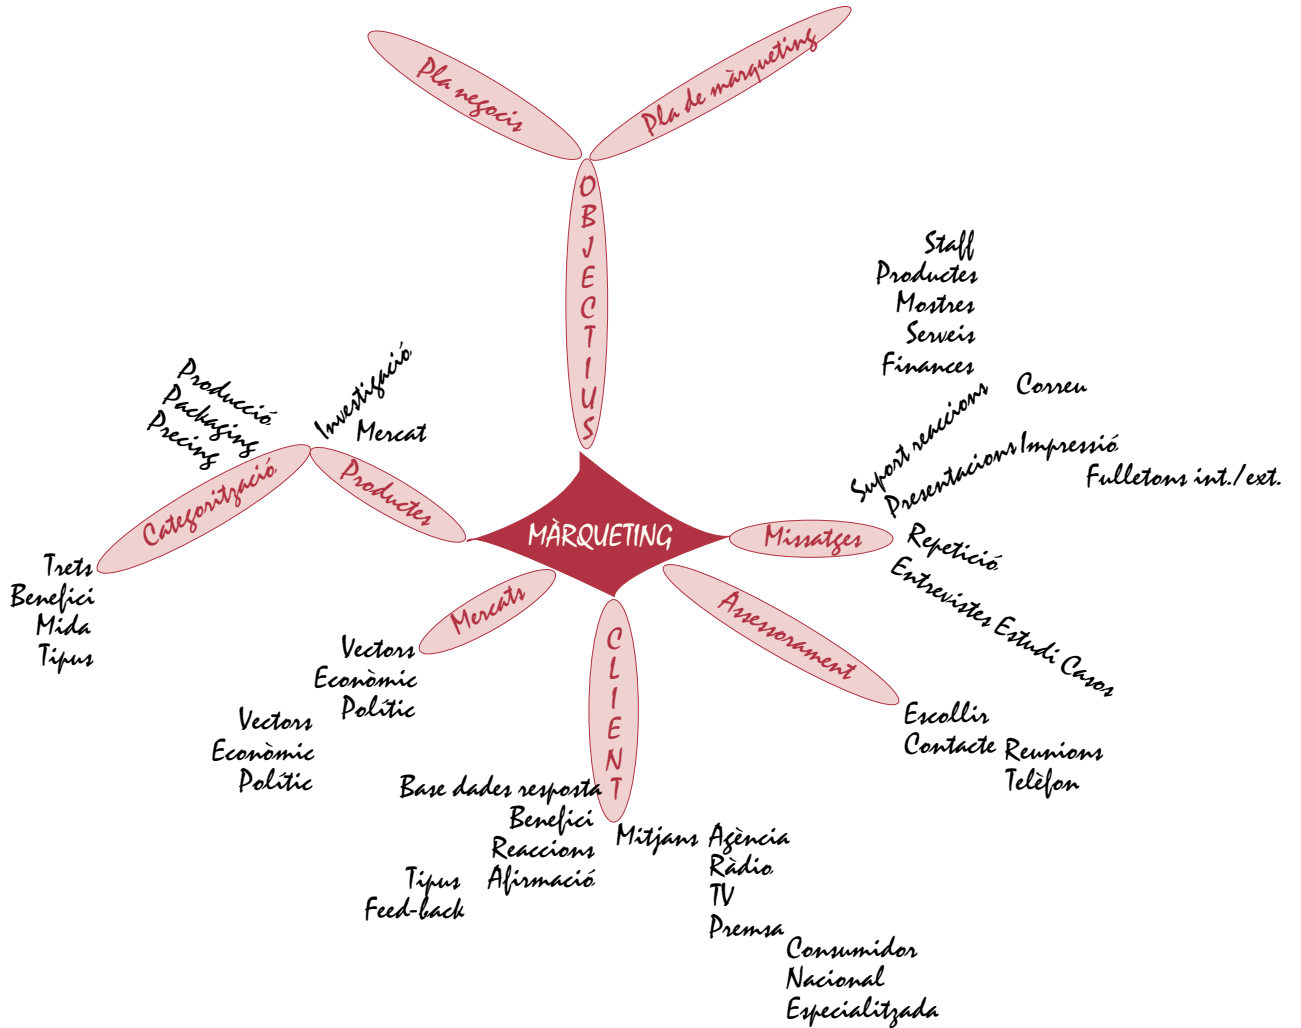 Pla negocis
Pla de màrqueting
OBJECTIUS
Staff
Productes
Mostres
Serveis
Finances
Suport reaccions
Correu
Presentacions
Impressió
Fulletons int./ext.
Producció
Packaging
Precing
Investigació
Mercat
Categorització
Productes
MÀRQUETING
Missatges
Repetició
Entrevistes Estudi Casos
Trets
Benefici
Mida
Tipus
Mercats
Vectors
Econòmic
Polític
Vectors
Econòmic
Polític
CLIENT
Assessorament
Escollir
Contacte
Reunions
Telèfon
Base dades resposta
Benefici
Reaccions
Afirmació
Tipus
Feed-back
Mitjans
Agència
Ràdio
TV
Premsa
Consumidor
Nacional
Especialitzada